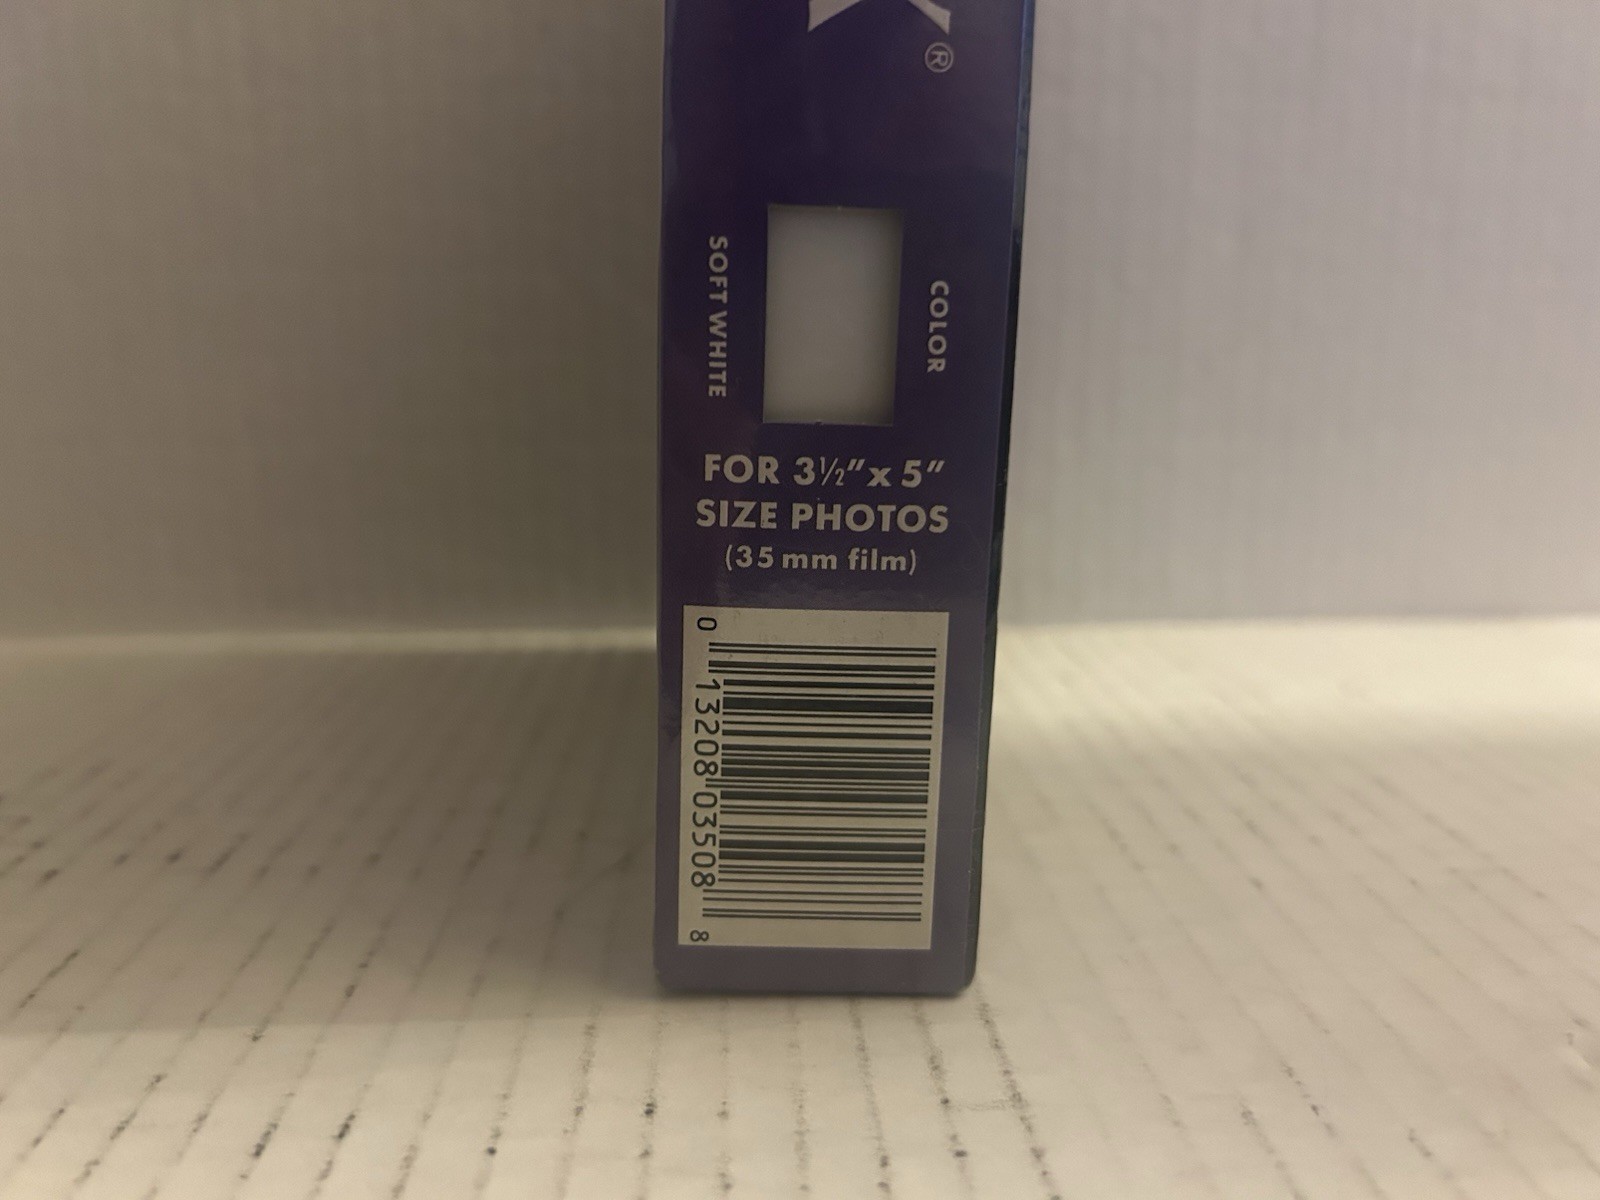 X®
COLOR
SOFT WHITE
FOR 3½" x 5"
SIZE PHOTOS
(35 mm film)
0 13208 03508 8